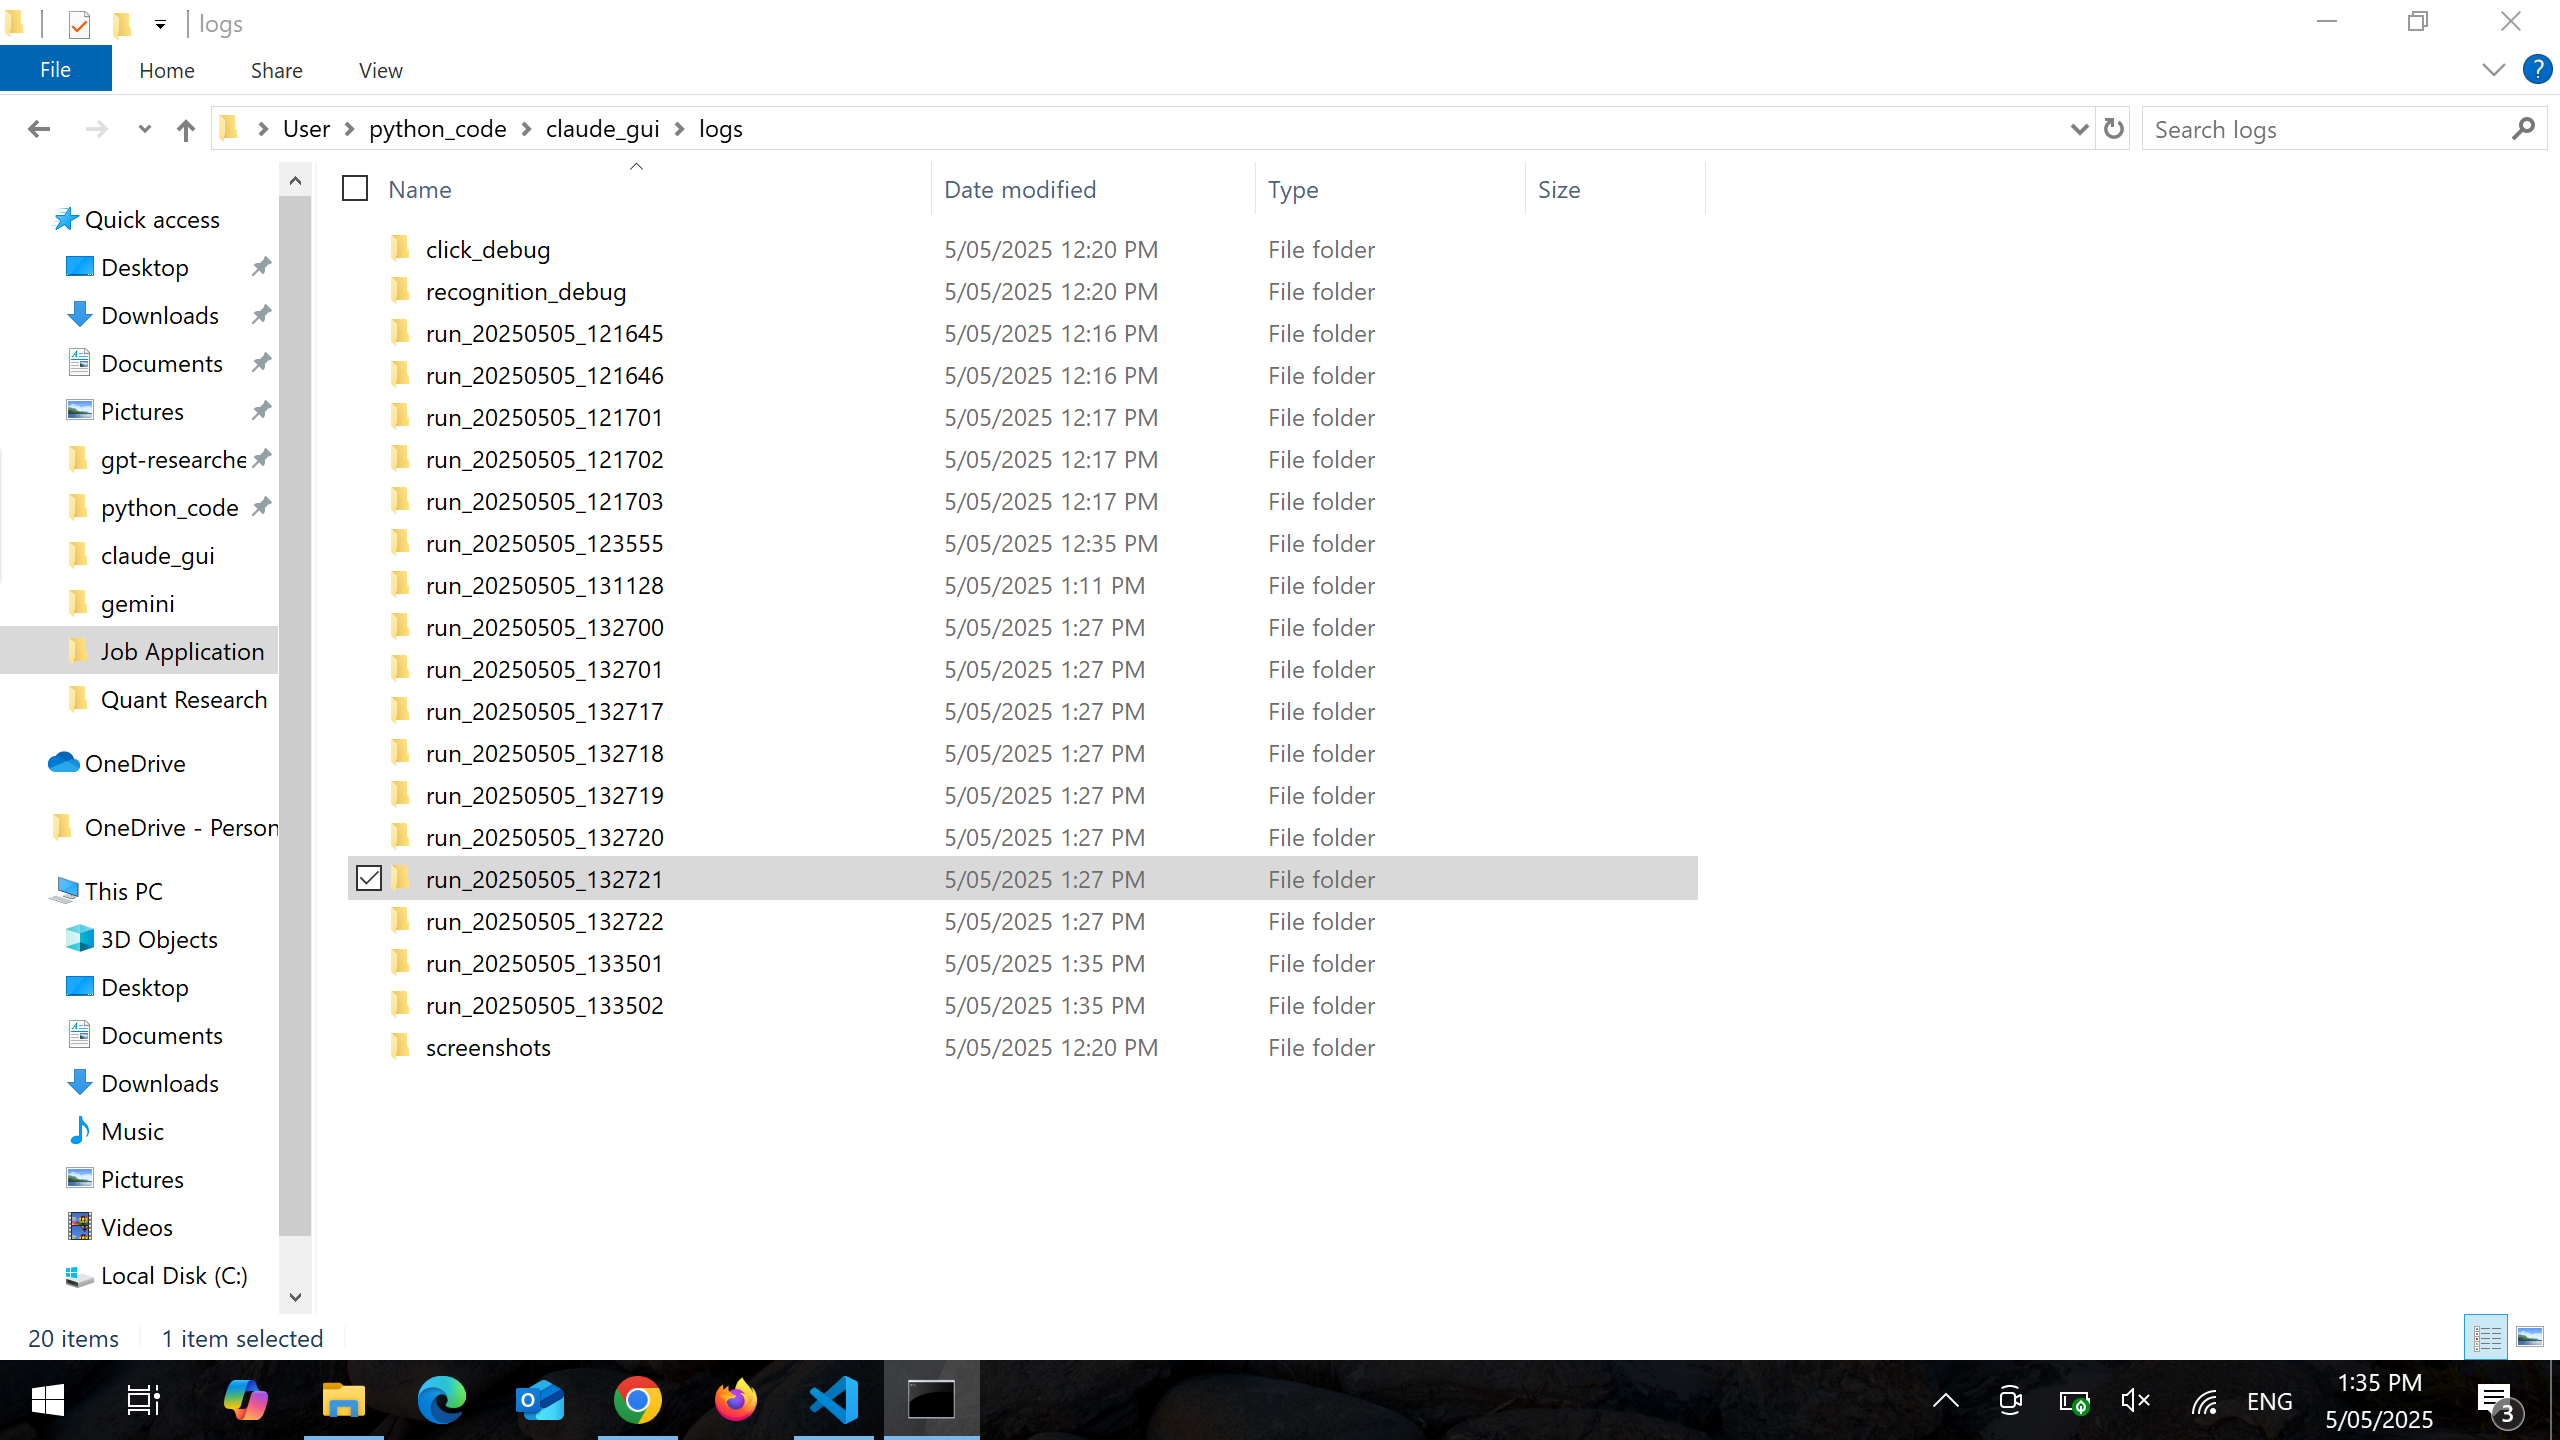 logs
File Home Share View
User python_code claude_gui logs
Search logs
Name Date modified Type Size
Quick access
Desktop
Downloads
Documents
Pictures
gpt-researche
python_code
claude_gui
gemini
Job Application
Quant Research
OneDrive
OneDrive - Person
This PC
3D Objects
Desktop
Documents
Downloads
Music
Pictures
Videos
Local Disk (C:)
click_debug 5/05/2025 12:20 PM File folder
recognition_debug 5/05/2025 12:20 PM File folder
run_20250505_121645 5/05/2025 12:16 PM File folder
run_20250505_121646 5/05/2025 12:16 PM File folder
run_20250505_121701 5/05/2025 12:17 PM File folder
run_20250505_121702 5/05/2025 12:17 PM File folder
run_20250505_121703 5/05/2025 12:17 PM File folder
run_20250505_123555 5/05/2025 12:35 PM File folder
run_20250505_131128 5/05/2025 1:11 PM File folder
run_20250505_132700 5/05/2025 1:27 PM File folder
run_20250505_132701 5/05/2025 1:27 PM File folder
run_20250505_132717 5/05/2025 1:27 PM File folder
run_20250505_132718 5/05/2025 1:27 PM File folder
run_20250505_132719 5/05/2025 1:27 PM File folder
run_20250505_132720 5/05/2025 1:27 PM File folder
run_20250505_132721 5/05/2025 1:27 PM File folder
run_20250505_132722 5/05/2025 1:27 PM File folder
run_20250505_133501 5/05/2025 1:35 PM File folder
run_20250505_133502 5/05/2025 1:35 PM File folder
screenshots 5/05/2025 12:20 PM File folder
20 items 1 item selected
ENG
1:35 PM
5/05/2025
3